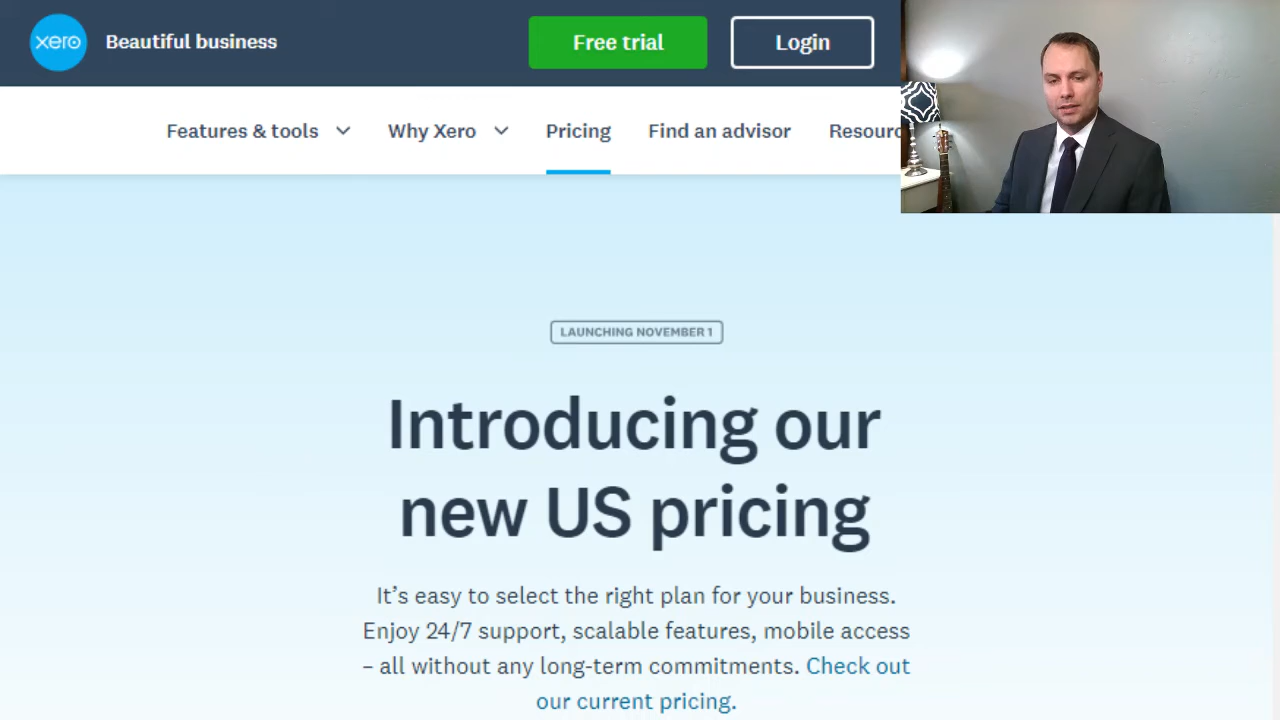 xero Beautiful business Free trial Login
Features & tools Why Xero Pricing Find an advisor Resourc
LAUNCHING NOVEMBER 1
Introducing our
new US pricing
It's easy to select the right plan for your business.
Enjoy 24/7 support, scalable features, mobile access
– all without any long-term commitments. Check out
our current pricing.